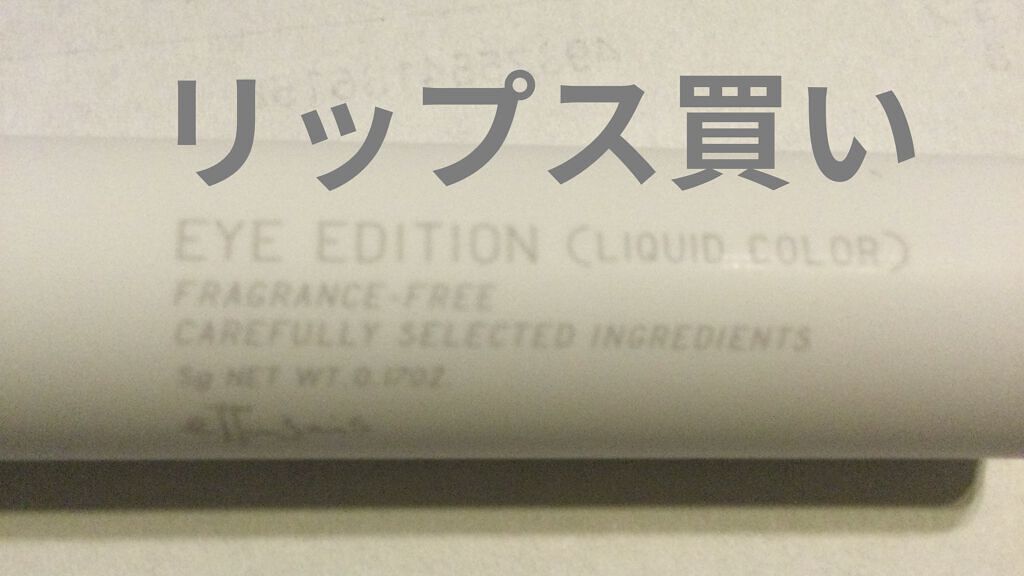 リップス買い
EYE EDITION (LIQUID COLOR)
FRAGRANCE-FREE
CAREFULLY SELECTED INGREDIENTS
5g NET WT. 0.17OZ.